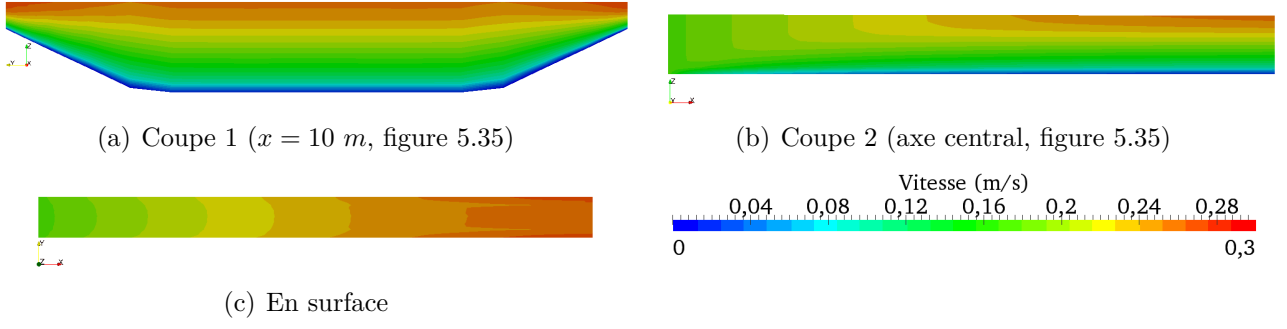 Z
Y
X
(a) Coupe 1 (x = 10 m, figure 5.35)
Z
Y
X
(b) Coupe 2 (axe central, figure 5.35)
Y
Z
X
(c) En surface
Vitesse (m/s)
0,04 0,08 0,12 0,16 0,2 0,24 0,28
0 0,3